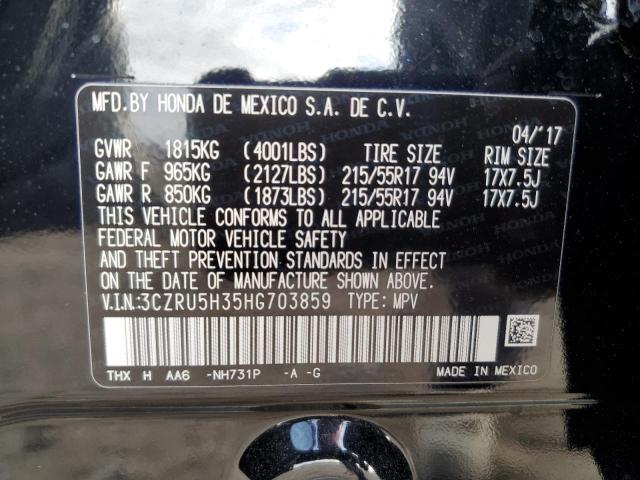 MFD.BY HONDA DE MEXICO S.A. DE C.V.
04/'17
GVWR 1815KG (4001LBS) TIRE SIZE RIM SIZE
GAWR F 965KG (2127LBS) 215/55R17 94V 17X7.5J
GAWR R 850KG (1873LBS) 215/55R17 94V 17X7.5J
THIS VEHICLE CONFORMS TO ALL APPLICABLE
FEDERAL MOTOR VEHICLE SAFETY
AND THEFT PREVENTION STANDARDS IN EFFECT
ON THE DATE OF MANUFACTURE SHOWN ABOVE.
V.I.N.:3CZRU5H35HG703859 TYPE: MPV
THX H AA6 -NH731P -A -G MADE IN MEXICO